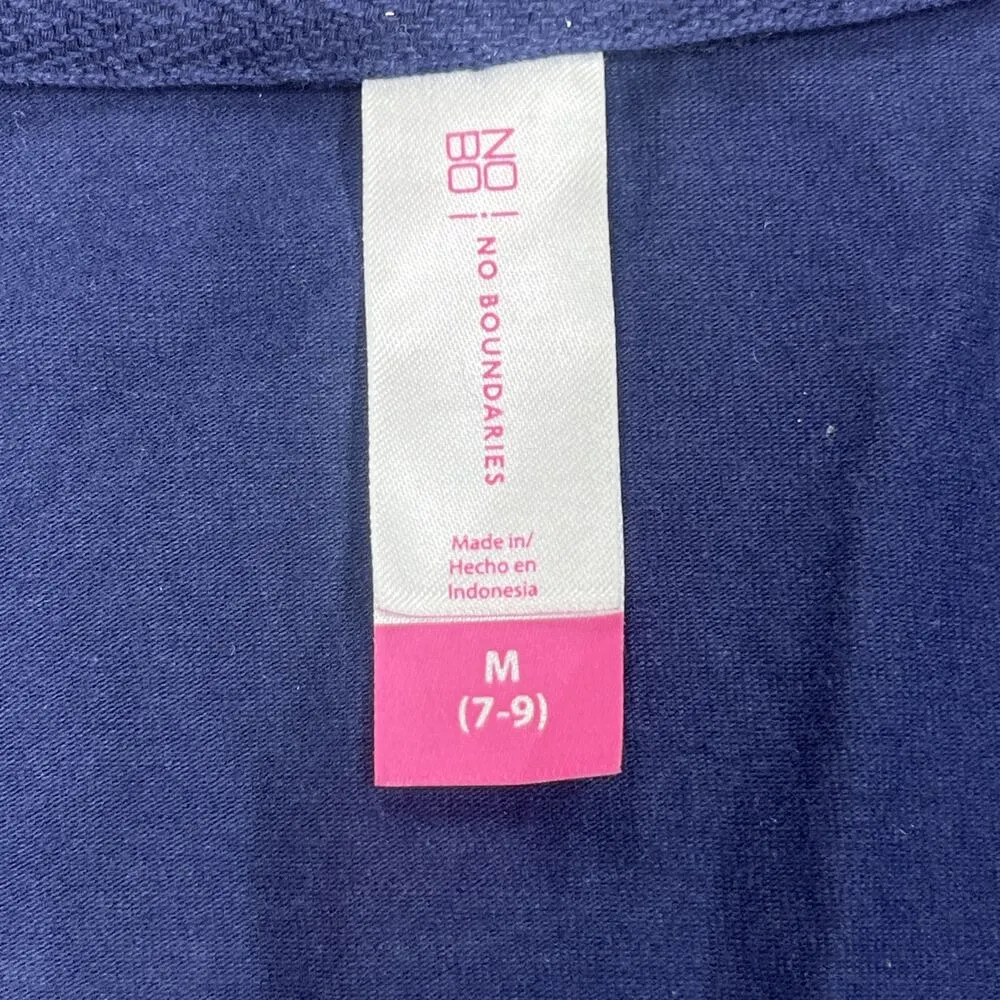 NO
BO
NO BOUNDARIES
Made in/
Hecho en
Indonesia
M
(7-9)